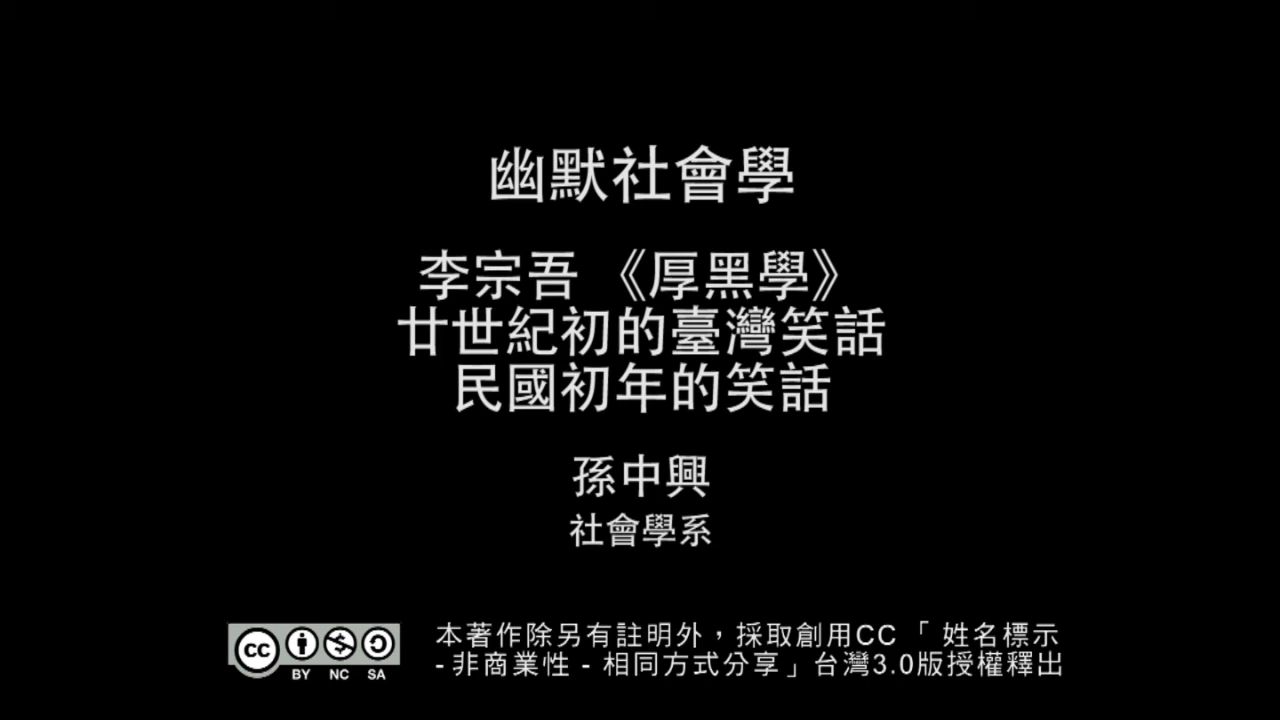 幽默社會學
李宗吾 《厚黑學》
廿世紀初的臺灣笑話
民國初年的笑話
孫中興
社會學系
cc BY NC SA
本著作除另有註明外，採取創用CC 「 姓名標示
- 非商業性 - 相同方式分享」台灣3.0版授權釋出